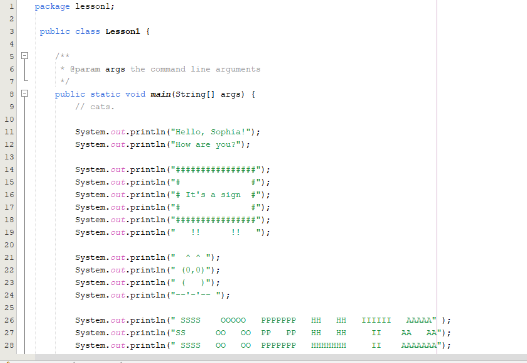 1 package lesson1;
2
3 public class Lesson1 {
4
5 /**
6 * @param args the command line arguments
7 */
8 public static void main(String[] args) {
9 // cats.
10
11 System.out.println("Hello, Sophia!");
12 System.out.println("How are you?");
13
14 System.out.println("################");
15 System.out.println("#              #");
16 System.out.println("# It's a sign  #");
17 System.out.println("#              #");
18 System.out.println("################");
19 System.out.println("   !!      !!   ");
20
21 System.out.println("  ^ ^ ");
22 System.out.println(" (0,0)");
23 System.out.println(" (   )");
24 System.out.println("--'-'-- ");
25
26 System.out.println(" SSSS    OOOOO   PPPPPPP   HH   HH   IIIIII   AAAAA" );
27 System.out.println("SS      OO   OO  PP   PP   HH   HH     II    AA   AA");
28 System.out.println(" SSSS   OO   OO  PPPPPPP   HHHHHHH     II    AAAAAAA");